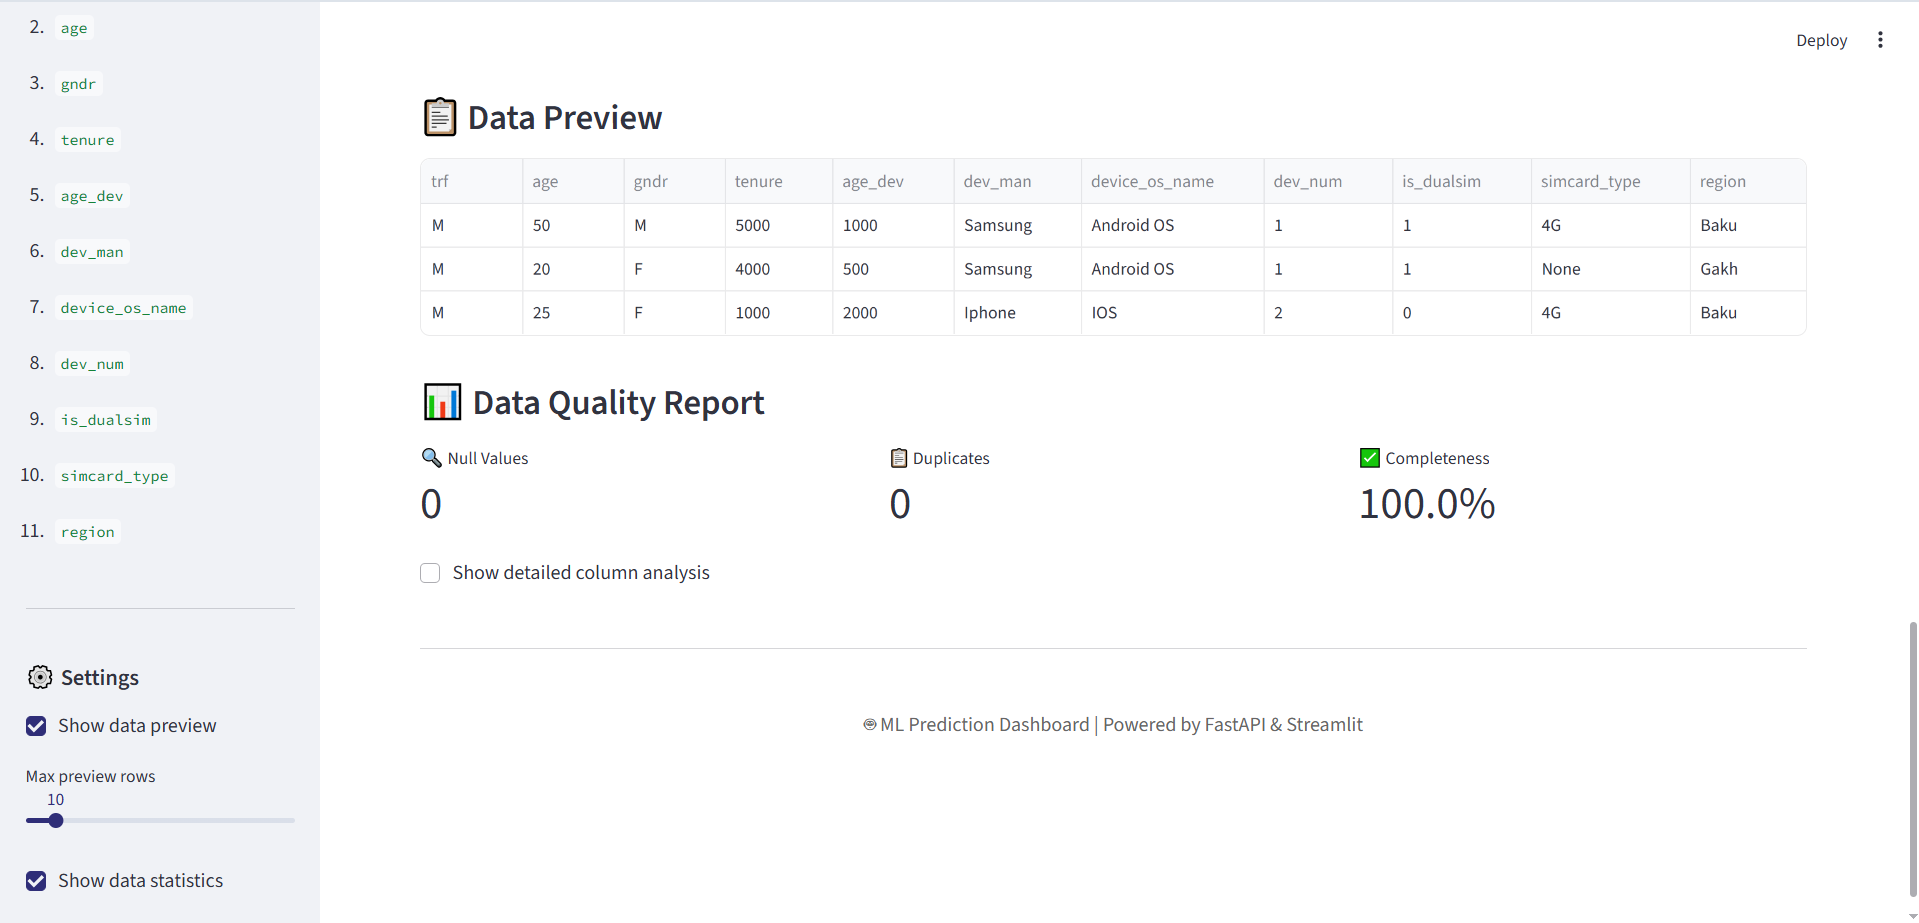 2. age
3. gndr
4. tenure
5. age_dev
6. dev_man
7. device_os_name
8. dev_num
9. is_dualsim
10. simcard_type
11. region
Settings
Show data preview
Max preview rows
10
Show data statistics
Deploy
Data Preview
trf age gndr tenure age_dev dev_man device_os_name dev_num is_dualsim simcard_type region
M 50 M 5000 1000 Samsung Android OS 1 1 4G Baku
M 20 F 4000 500 Samsung Android OS 1 1 None Gakh
M 25 F 1000 2000 Iphone IOS 2 0 4G Baku
Data Quality Report
Null Values Duplicates Completeness
0 0 100.0%
Show detailed column analysis
ML Prediction Dashboard | Powered by FastAPI & Streamlit